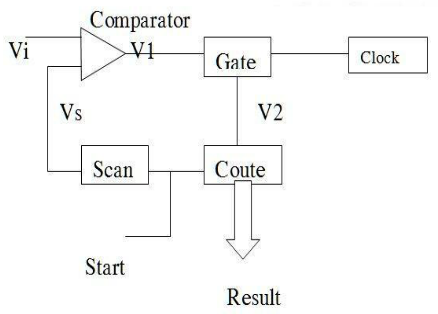 Comparator
Vi
V1
Gate
Clock
Vs
V2
Scan
Coute
Start
Result